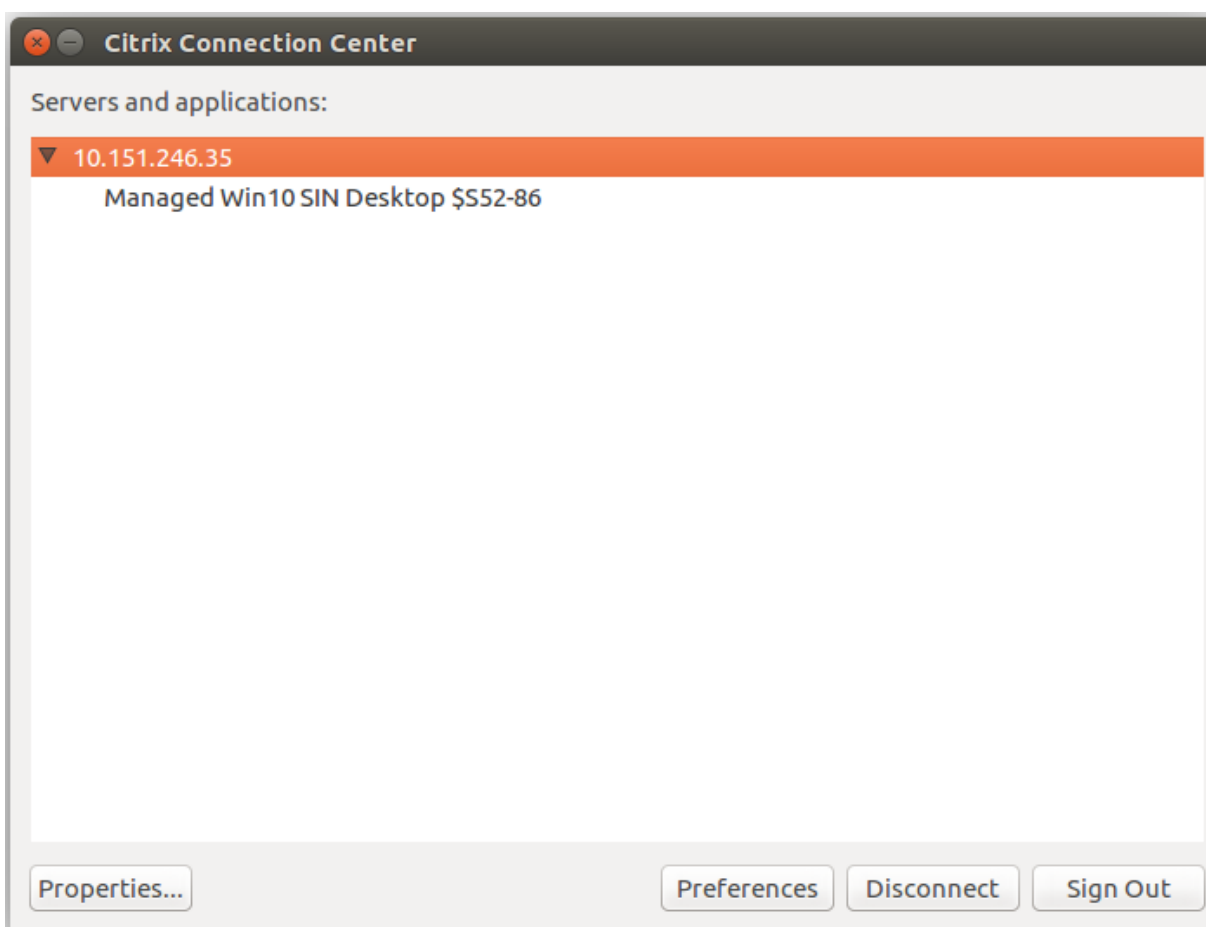 Citrix Connection Center
Servers and applications:
10.151.246.35
Managed Win10 SIN Desktop $S52-86
Properties...
Preferences
Disconnect
Sign Out